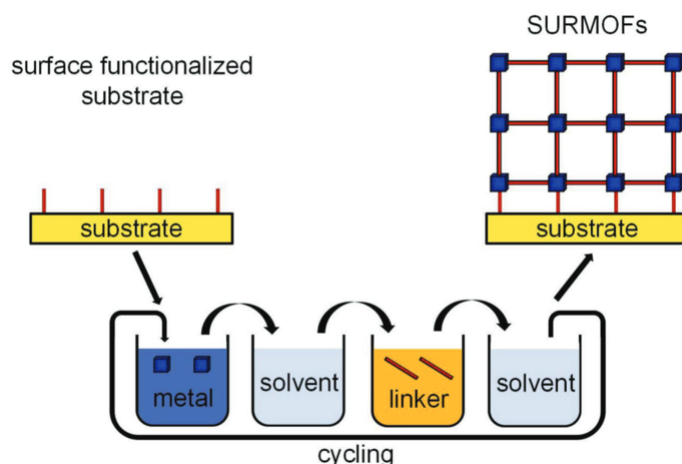 SURMOFs
surface functionalized
substrate
substrate
substrate
metal
solvent
linker
solvent
cycling